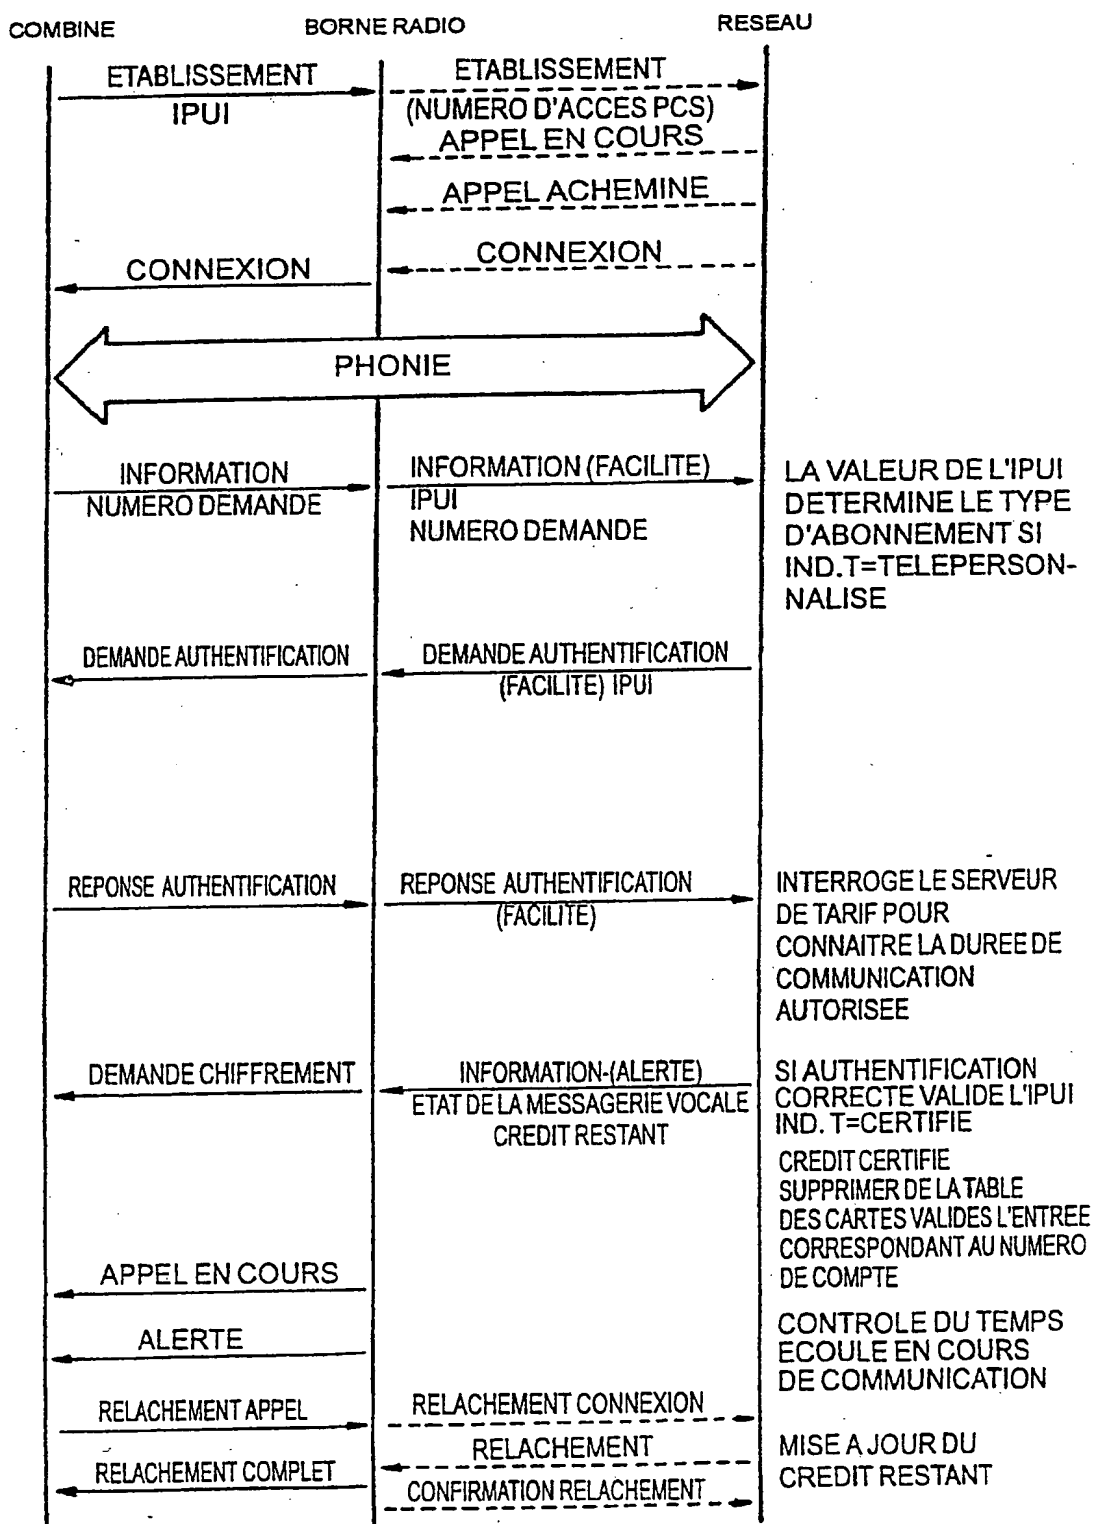 COMBINE
BORNE RADIO
RESEAU
ETABLISSEMENT
IPUI
ETABLISSEMENT
(NUMERO D'ACCES PCS)
APPEL EN COURS
APPEL ACHEMINE
CONNEXION
CONNEXION
PHONIE
INFORMATION
NUMERO DEMANDE
INFORMATION (FACILITE)
IPUI
NUMERO DEMANDE
LA VALEUR DE L'IPUI
DETERMINE LE TYPE
D'ABONNEMENT SI
IND.T=TELEPERSON-
NALISE
DEMANDE AUTHENTIFICATION
DEMANDE AUTHENTIFICATION
(FACILITE) IPUI
REPONSE AUTHENTIFICATION
REPONSE AUTHENTIFICATION
(FACILITE)
INTERROGE LE SERVEUR
DE TARIF POUR
CONNAITRE LA DUREE DE
COMMUNICATION
AUTORISEE
DEMANDE CHIFFREMENT
INFORMATION-(ALERTE)
ETAT DE LA MESSAGERIE VOCALE
CREDIT RESTANT
SI AUTHENTIFICATION
CORRECTE VALIDE L'IPUI
IND. T=CERTIFIE
CREDIT CERTIFIE
SUPPRIMER DE LA TABLE
DES CARTES VALIDES L'ENTREE
CORRESPONDANT AU NUMERO
DE COMPTE
APPEL EN COURS
ALERTE
CONTROLE DU TEMPS
ECOULE EN COURS
DE COMMUNICATION
RELACHEMENT APPEL
RELACHEMENT CONNEXION
RELACHEMENT
RELACHEMENT COMPLET
CONFIRMATION RELACHEMENT
MISE A JOUR DU
CREDIT RESTANT